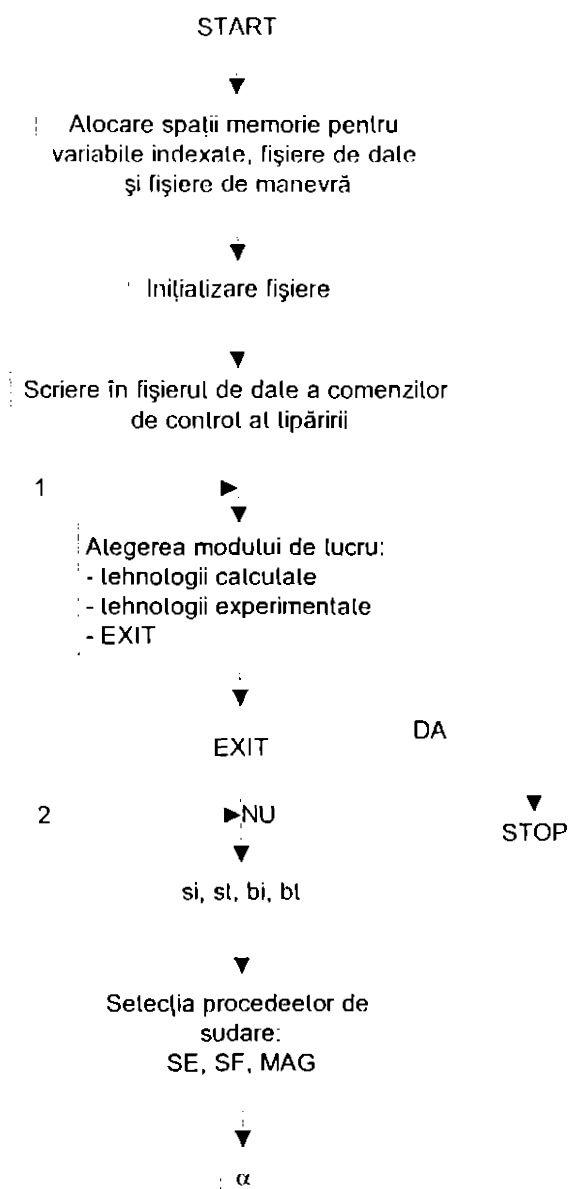 START
Alocare spații memorie pentru
variabile indexate, fișiere de date
și fișiere de manevră
Inițializare fișiere
Scriere în fișierul de date a comenzilor
de control al tipăririi
1
Alegerea modului de lucru:
- tehnologii calculate
- tehnologii experimentale
- EXIT
EXIT
DA
2
NU
STOP
si, st, bi, bt
Selecția procedeelor de
sudare:
SE, SF, MAG
α